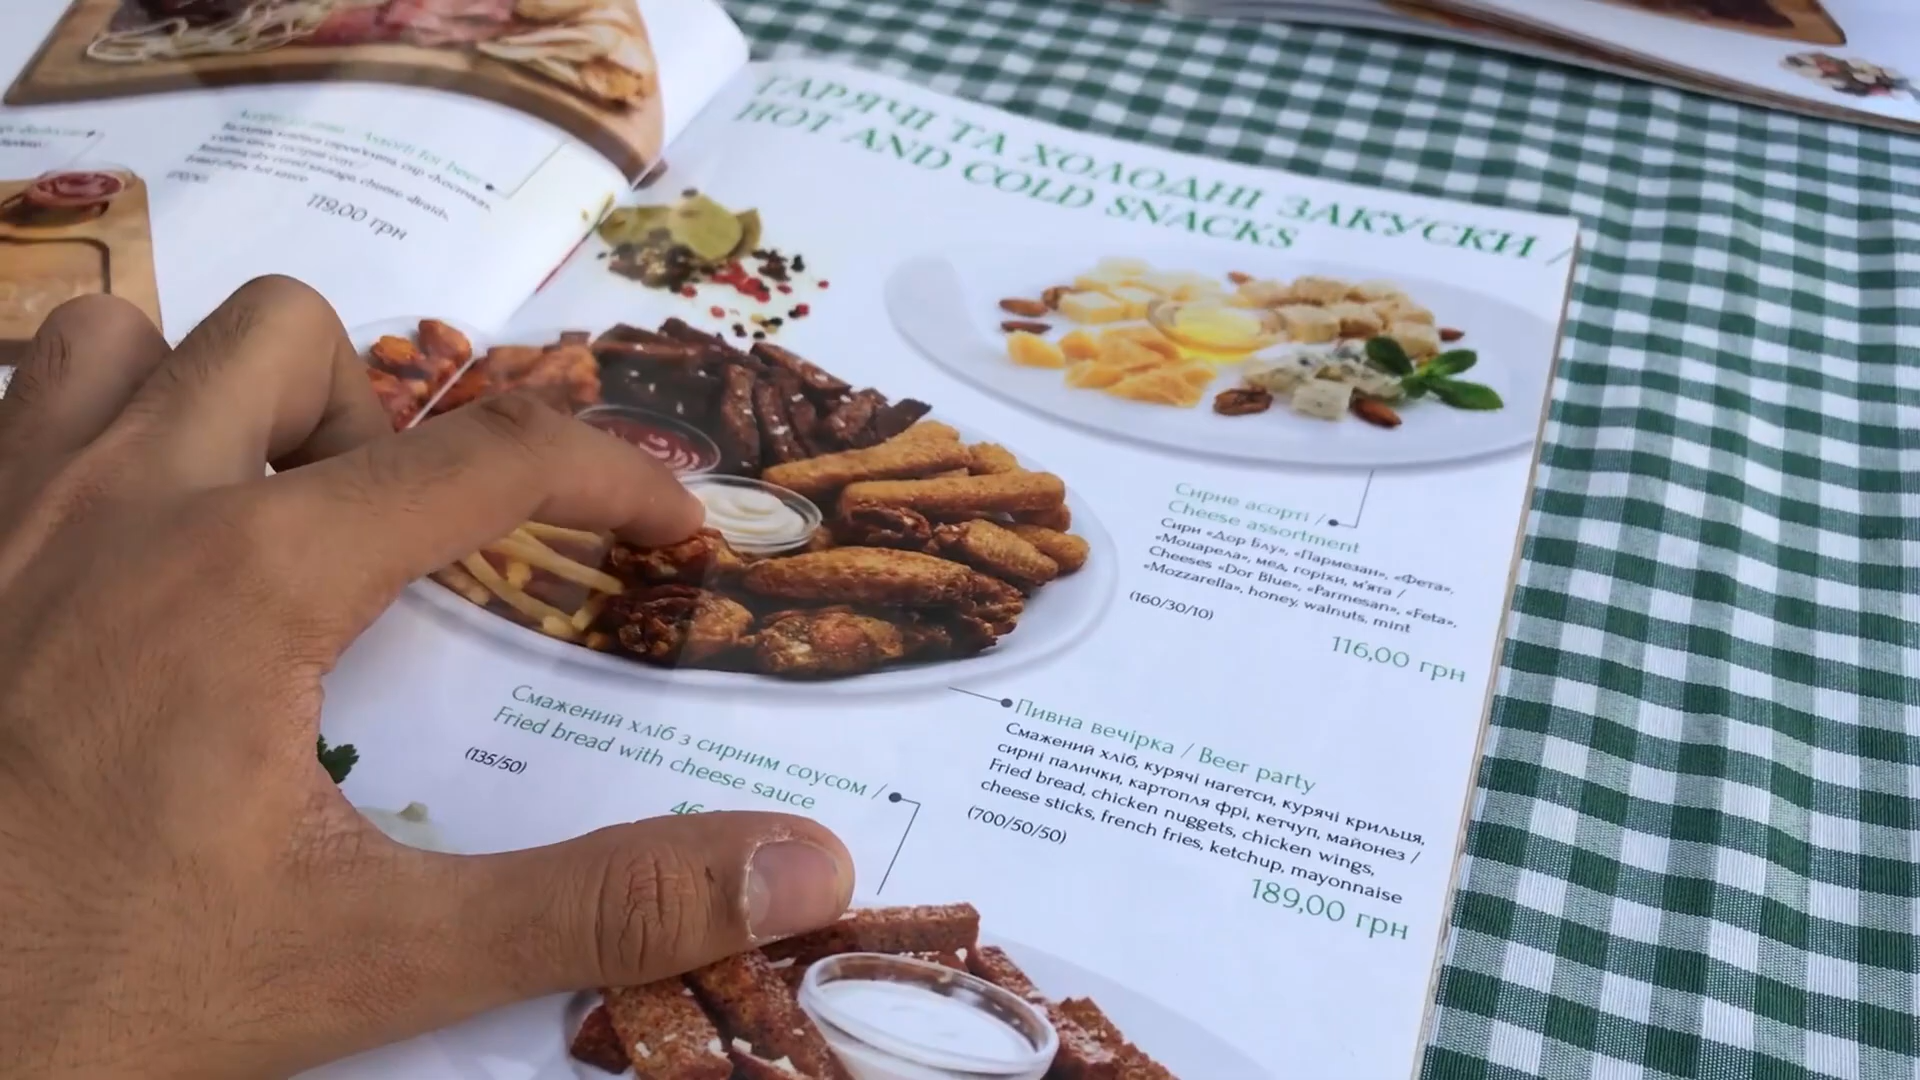 Assorti for beer
119,00 грн
ГАРЯЧІ ТА ХОЛОДНІ ЗАКУСКИ /
HOT AND COLD SNACKS
Сирне асорті /
Cheese assortment
Сири «Дор Блу», «Пармезан», «Фета»,
«Моцарела», мед, горіхи, м'ята /
Cheeses «Dor Blue», «Parmesan», «Feta»,
«Mozzarella», honey, walnuts, mint
(160/30/10)
116,00 грн
Смажений хліб з сирним соусом /
Fried bread with cheese sauce
(135/50)
46
Пивна вечірка / Beer party
Смажений хліб, курячі нагетси, курячі крильця,
сирні палички, картопля фрі, кетчуп, майонез /
Fried bread, chicken nuggets, chicken wings,
cheese sticks, french fries, ketchup, mayonnaise
(700/50/50)
189,00 грн